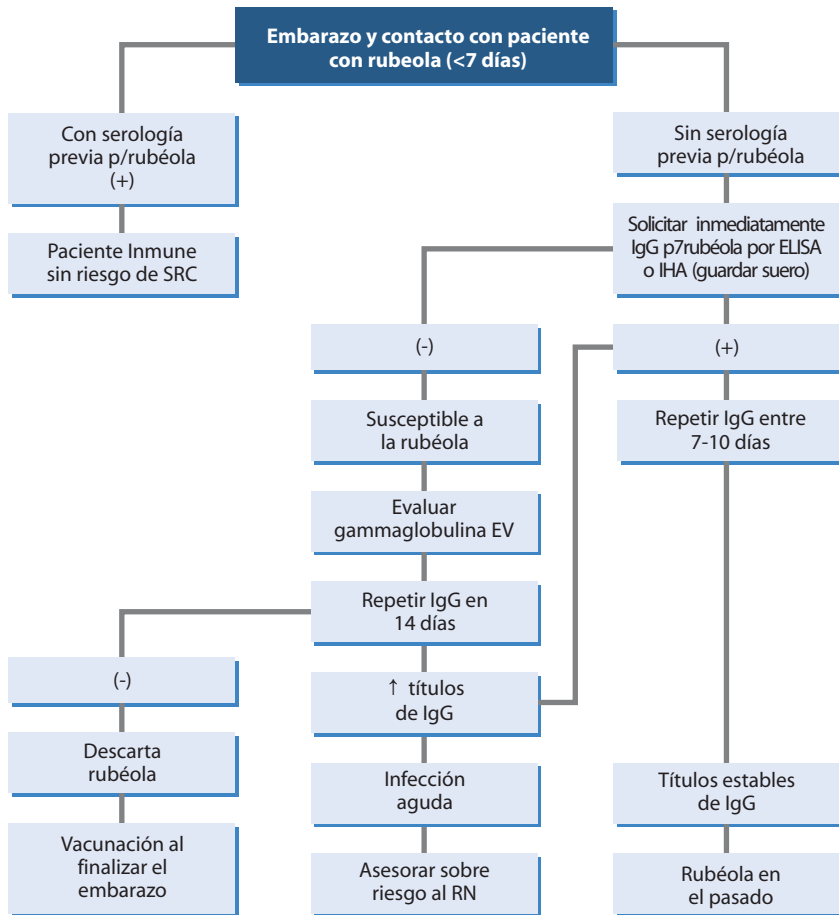 Embarazo y contacto con paciente
con rubeola (<7 días)
Con serología
previa p/rubéola
(+)
Sin serología
previa p/rubéola
Paciente Inmune
sin riesgo de SRC
Solicitar inmediatamente
IgG p7rubéola por ELISA
o IHA (guardar suero)
(-)
(+)
Susceptible a
la rubéola
Repetir IgG entre
7-10 días
Evaluar
gammaglobulina EV
Repetir IgG en
14 días
(-)
↑ títulos
de IgG
Descarta
rubéola
Infección
aguda
Títulos estables
de IgG
Vacunación al
finalizar el
embarazo
Asesorar sobre
riesgo al RN
Rubéola en
el pasado